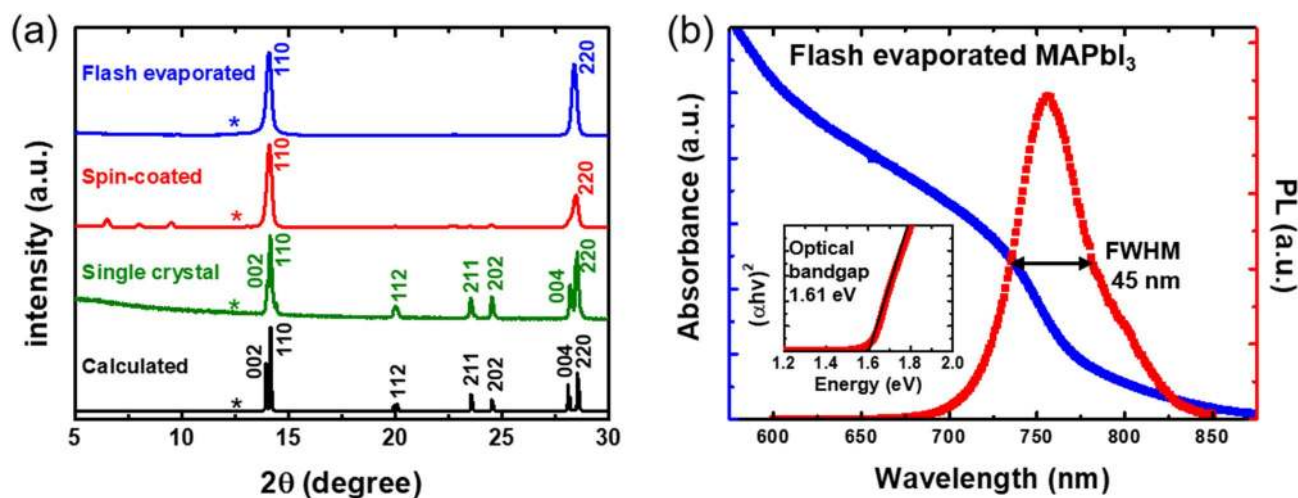 (a)
Flash evaporated
*
110
220
Spin-coated
*
110
220
Single crystal
*
002
110
112
211
202
004
220
Calculated
*
002
110
112
211
202
004
220
intensity (a.u.)
5 10 15 20 25 30
2θ (degree)
(b)
Flash evaporated MAPbI₃
Absorbance (a.u.)
PL (a.u.)
FWHM
45 nm
Optical
bandgap
1.61 eV
(αhν)²
1.2 1.4 1.6 1.8 2.0
Energy (eV)
600 650 700 750 800 850
Wavelength (nm)